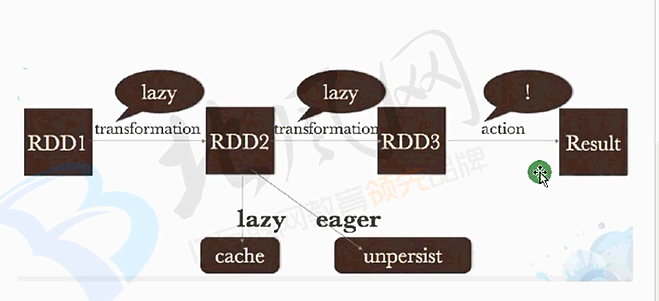 lazy lazy !
RDD1 transformation RDD2 transformation RDD3 action Result
lazy eager
cache unpersist